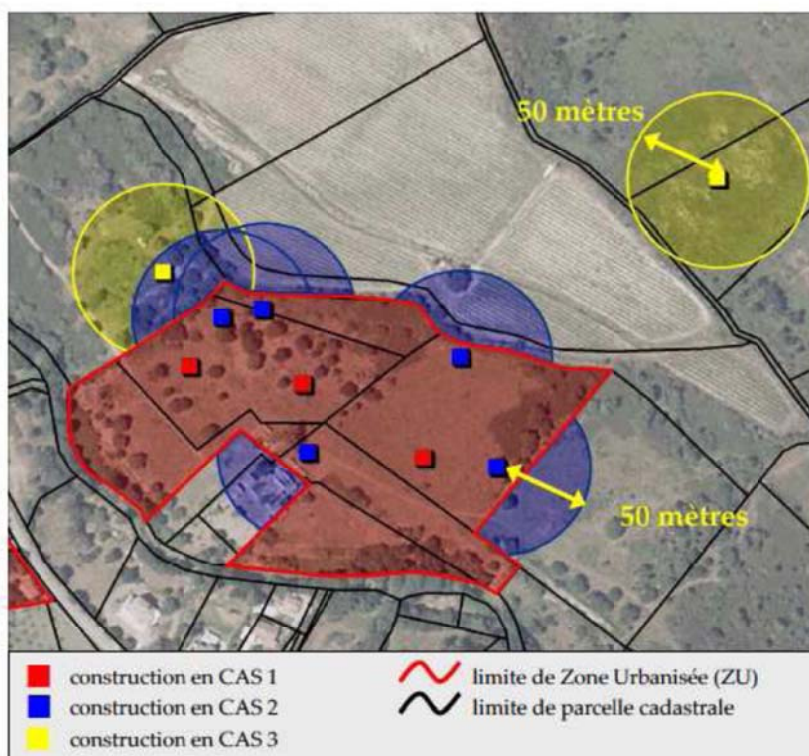 50 mètres
50 mètres
construction en CAS 1
construction en CAS 2
construction en CAS 3
limite de Zone Urbanisée (ZU)
limite de parcelle cadastrale